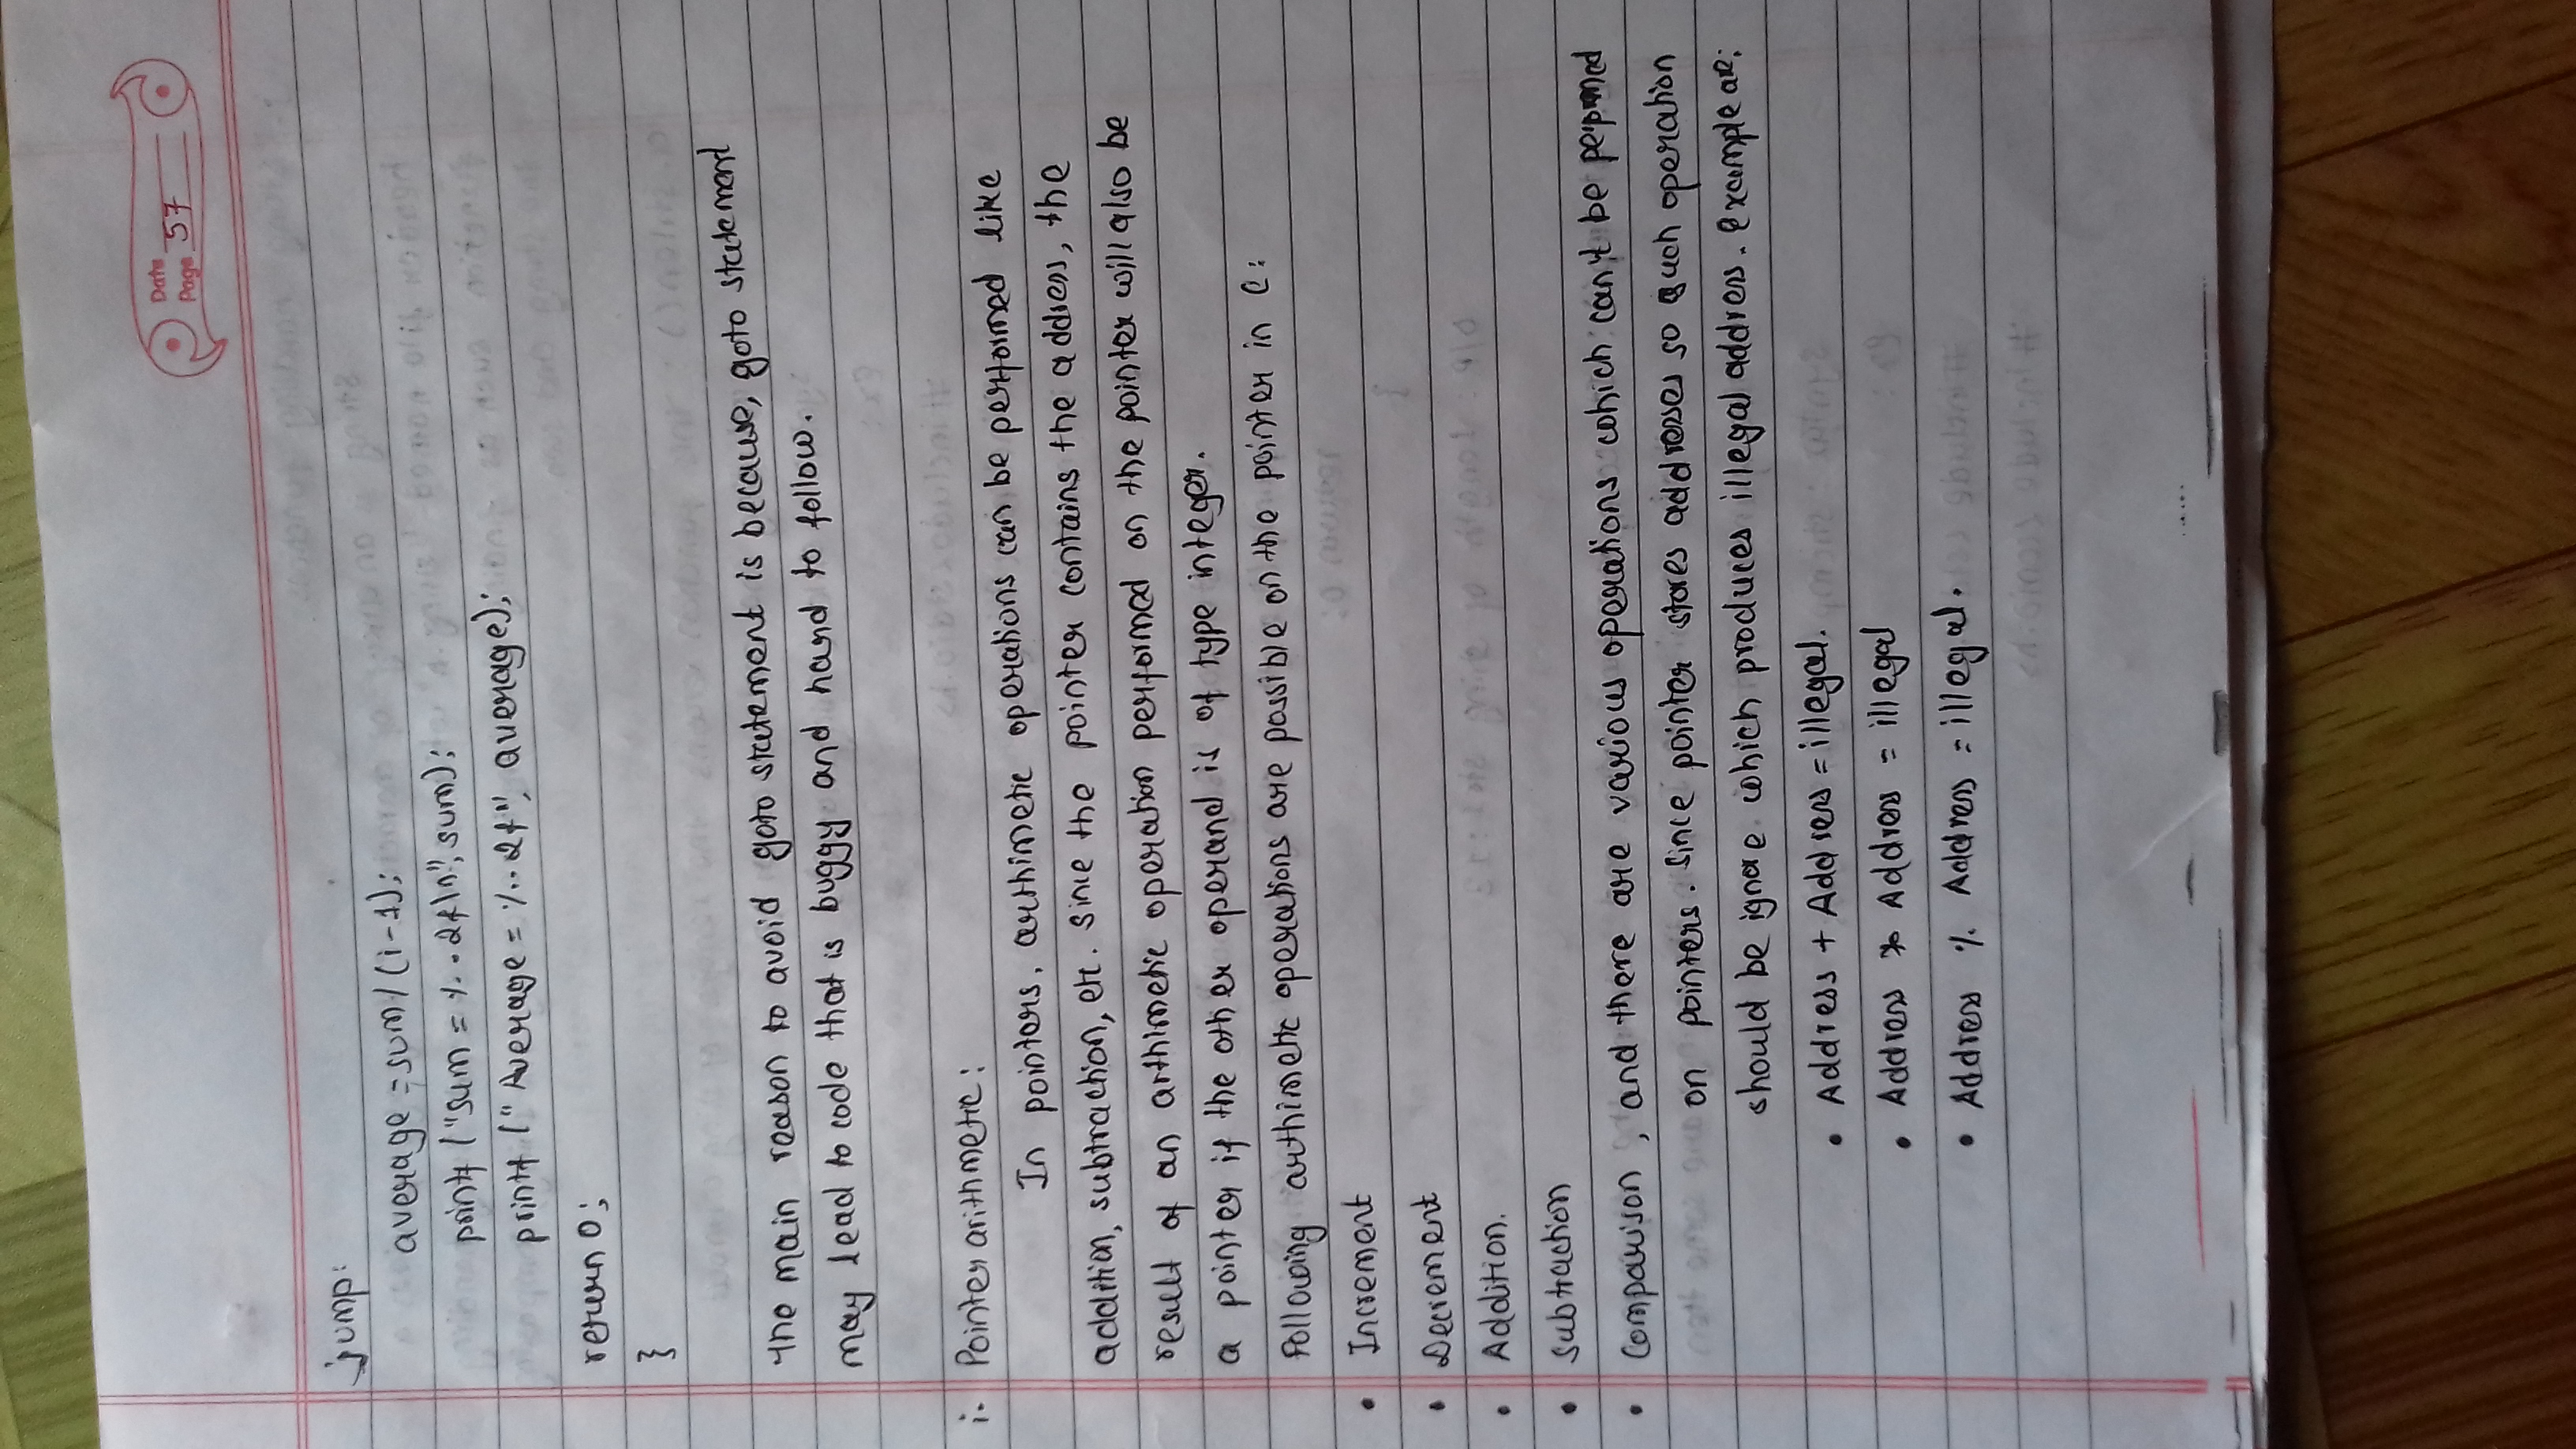 Date
Page 57
jump:
average = sum / (i-1);
printf ("sum = %.2f\n", sum);
printf ("Average = %.2f", average);
return 0;
}
The main reason to avoid goto statement is because, goto statement
may lead to code that is buggy and hard to follow.
i. Pointer arithmetic:
In pointers, arthimetic operations can be performed like
addition, subtraction, etc. since the pointer contains the address, the
result of an arthimetic operation performed on the pointer will also be
a pointer if the other operand is of type integer.
Following arthimetic operations are possible on the pointer in C:
• Increment
• Decrement
• Addition.
• Subtraction
• Comparison, and there are various operations which can't be performed
on pointers. Since pointer stores addresses so such operation
should be ignore which produces illegal address. Example are:
• Address + Address = illegal.
• Address * Address = illegal
• Address % Address = illegal.